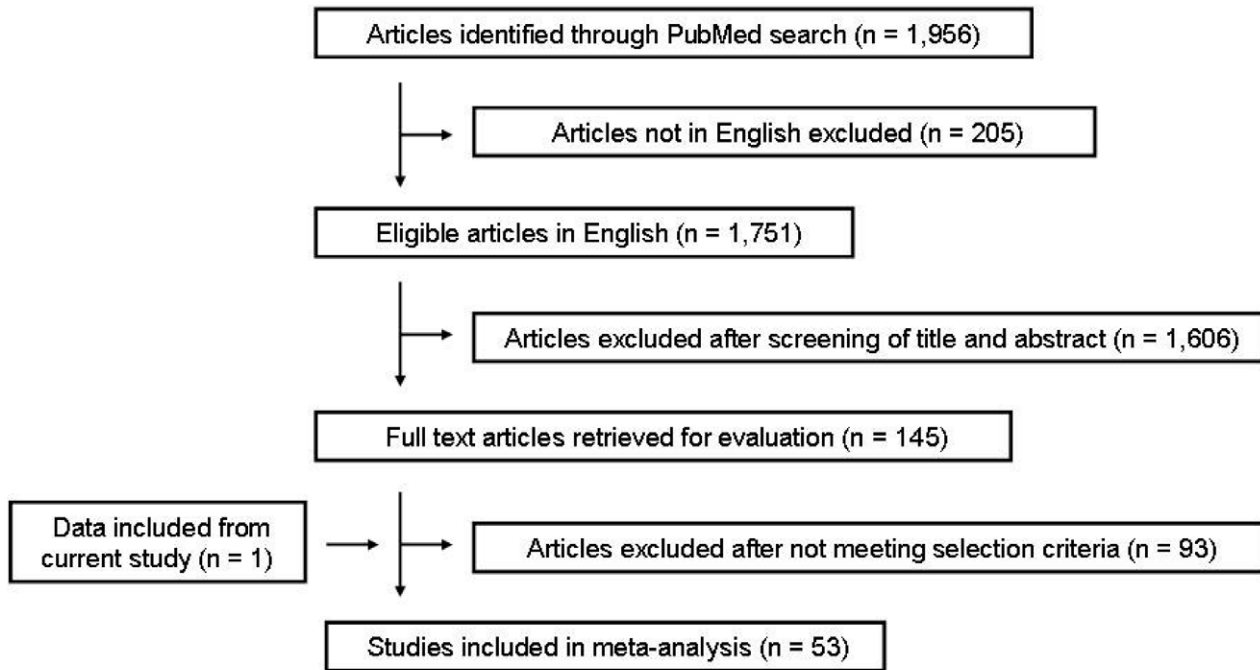 Articles identified through PubMed search (n = 1,956)
Articles not in English excluded (n = 205)
Eligible articles in English (n = 1,751)
Articles excluded after screening of title and abstract (n = 1,606)
Full text articles retrieved for evaluation (n = 145)
Data included from
current study (n = 1)
Articles excluded after not meeting selection criteria (n = 93)
Studies included in meta-analysis (n = 53)